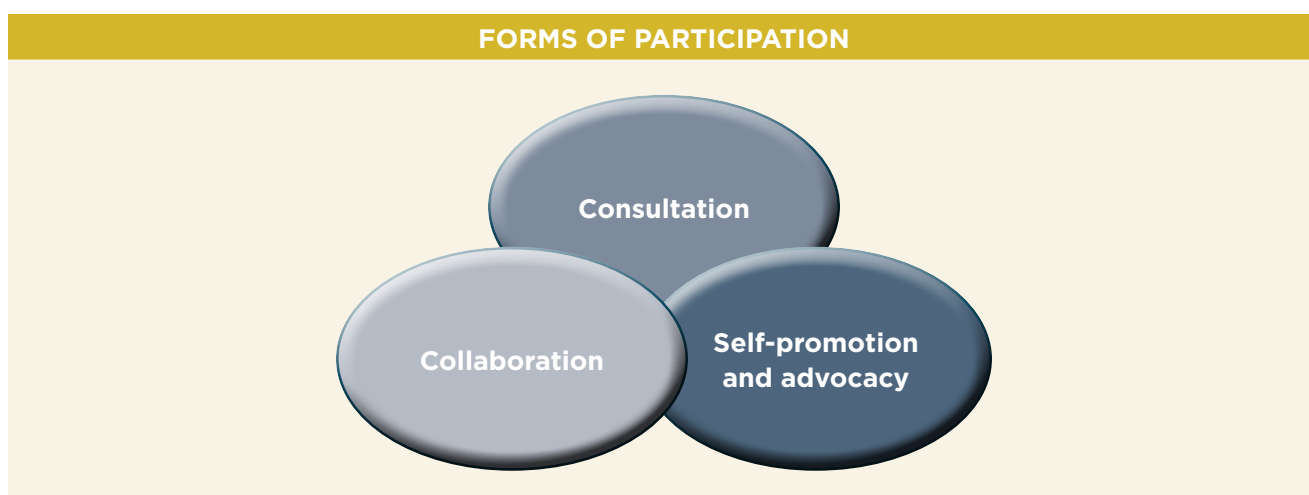 FORMS OF PARTICIPATION
Consultation
Collaboration
Self-promotion
and advocacy